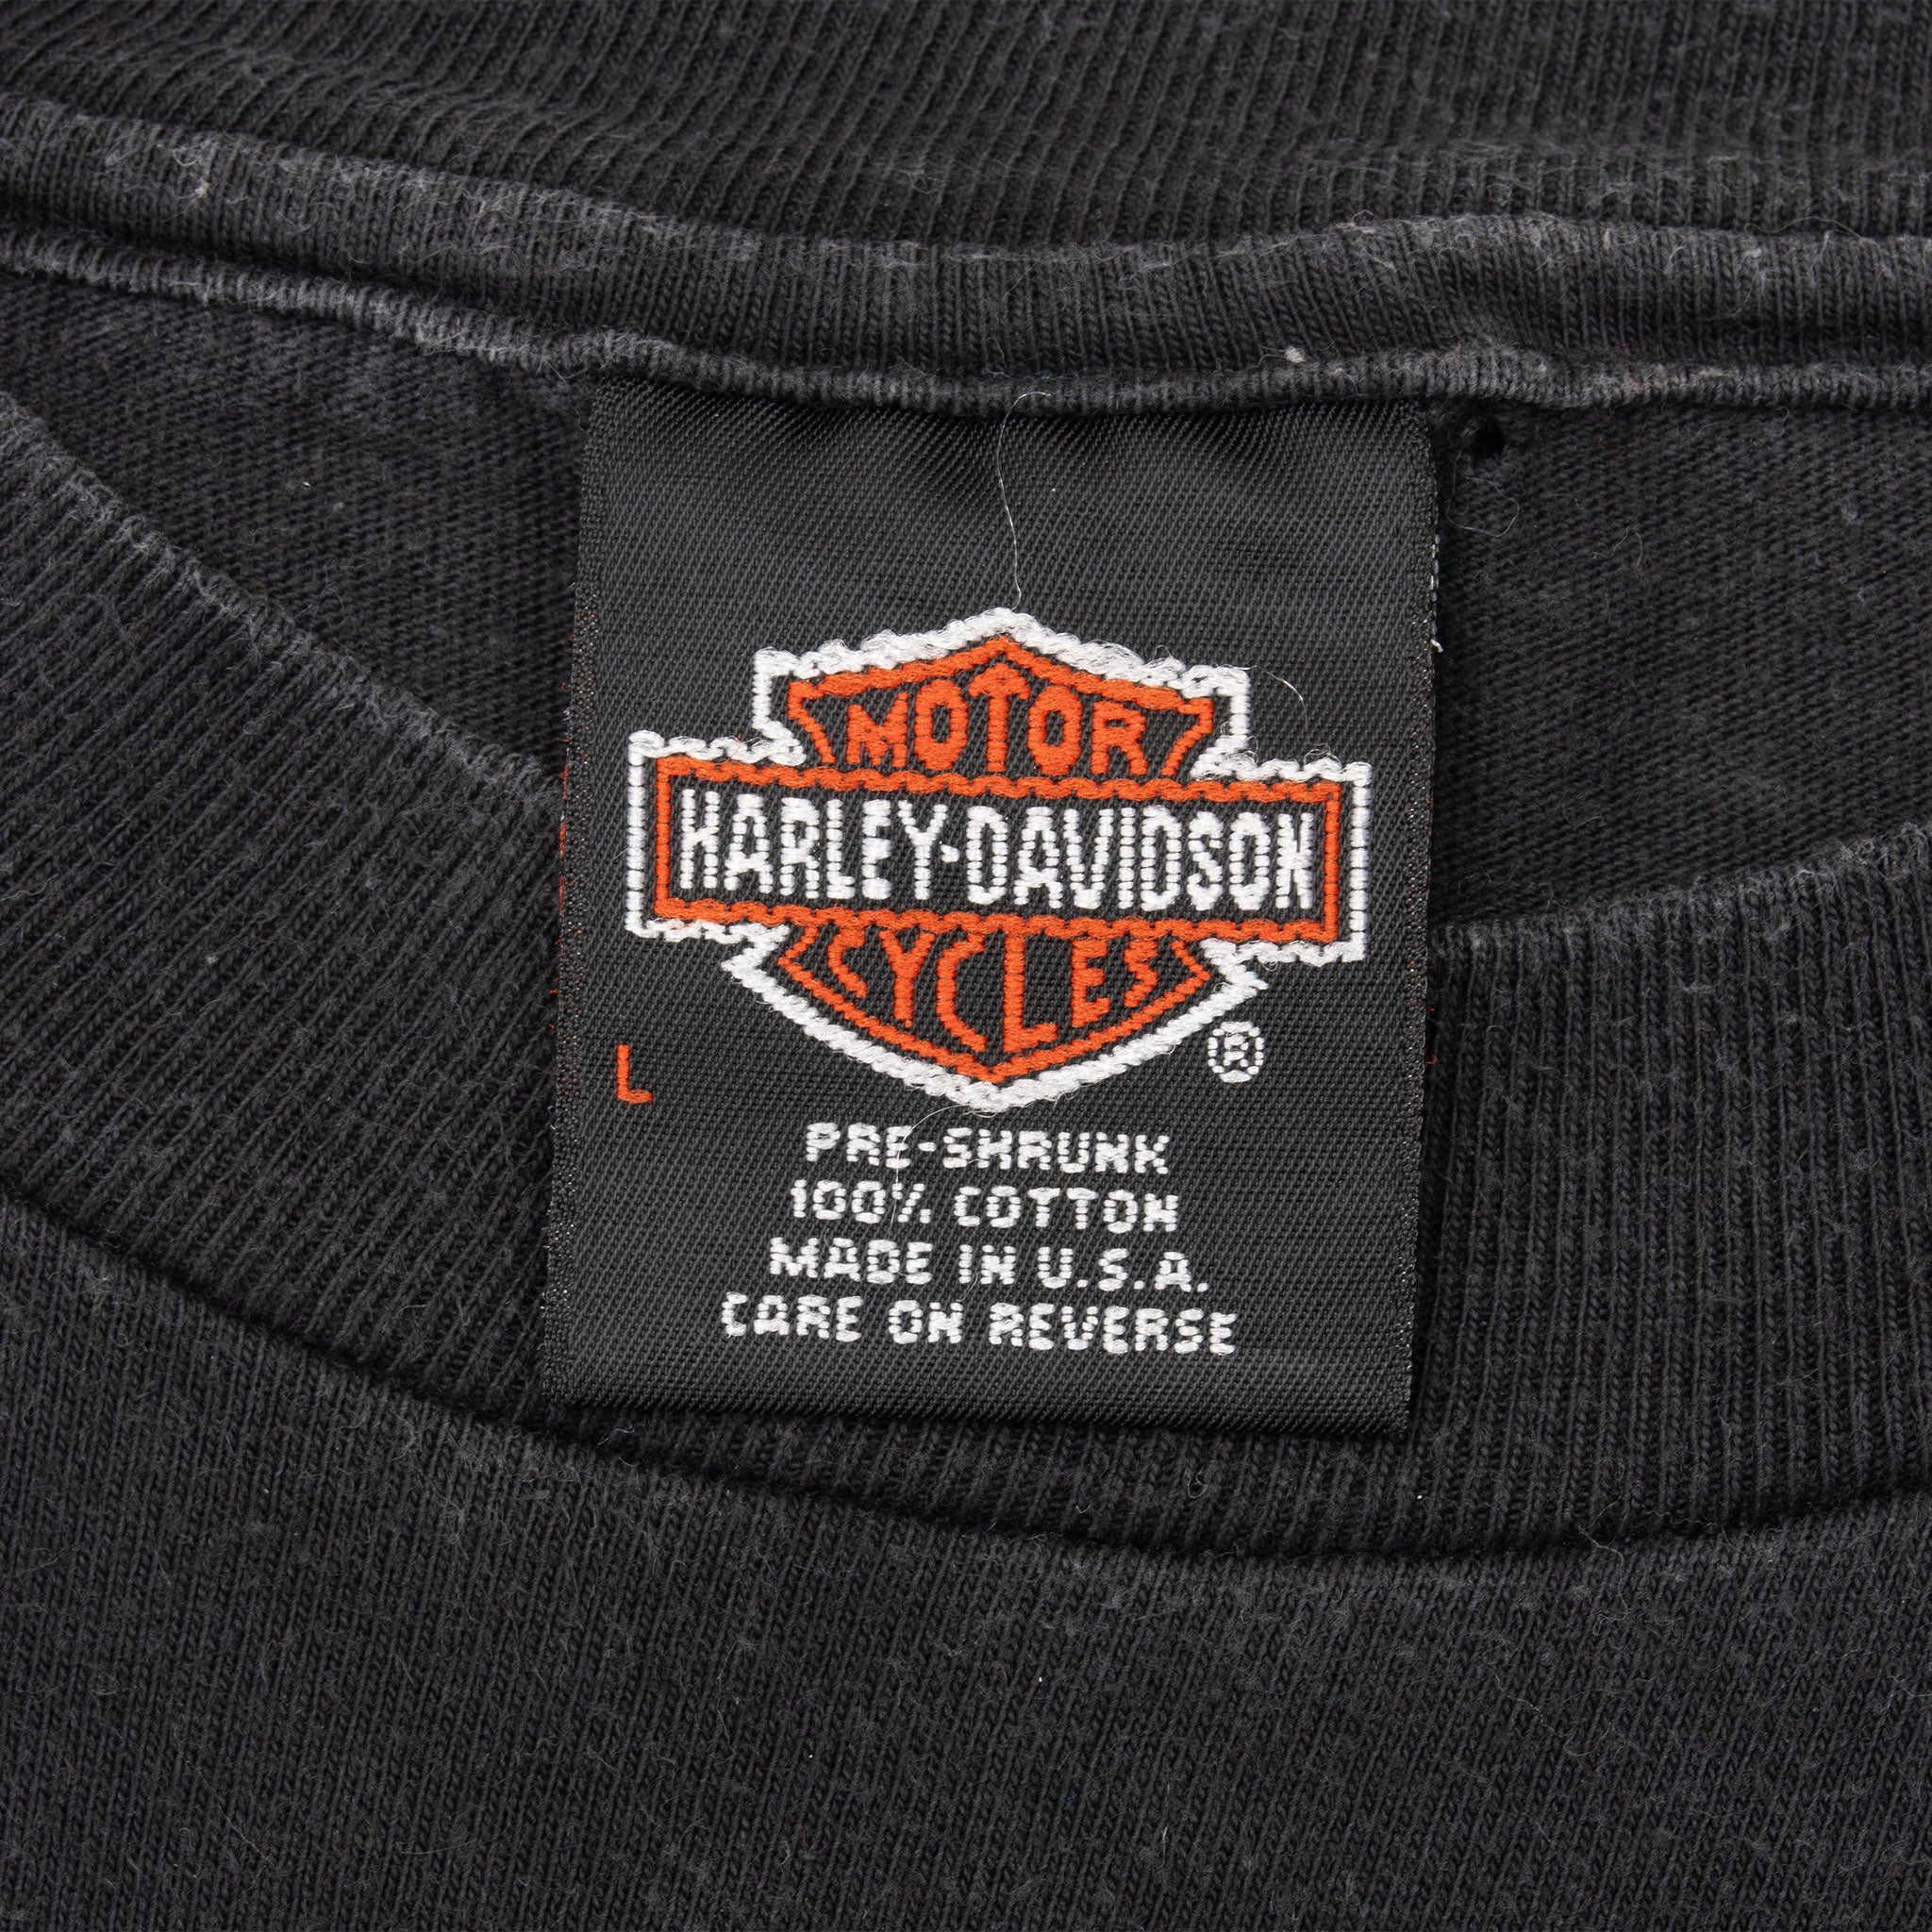 MOTOR
HARLEY-DAVIDSON
CYCLES
®
L
PRE-SHRUNK
100% COTTON
MADE IN U.S.A.
CARE ON REVERSE